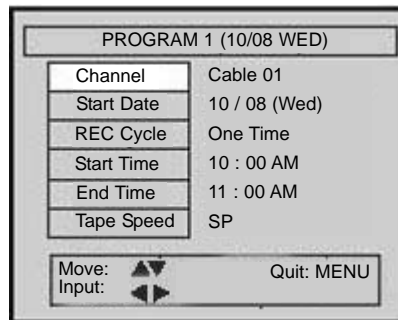 PROGRAM 1 (10/08 WED)
Channel Cable 01
Start Date 10 / 08 (Wed)
REC Cycle One Time
Start Time 10 : 00 AM
End Time 11 : 00 AM
Tape Speed SP
Move: ▲▼ Quit: MENU
Input: ◀▶